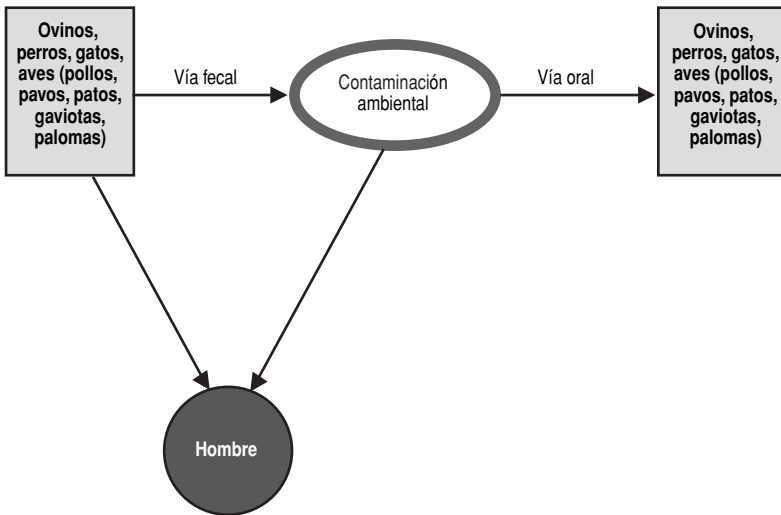 Ovinos,
perros, gatos,
aves (pollos,
pavos, patos,
gaviotas,
palomas)
Vía fecal
Contaminación
ambiental
Vía oral
Ovinos,
perros, gatos,
aves (pollos,
pavos, patos,
gaviotas,
palomas)
Hombre